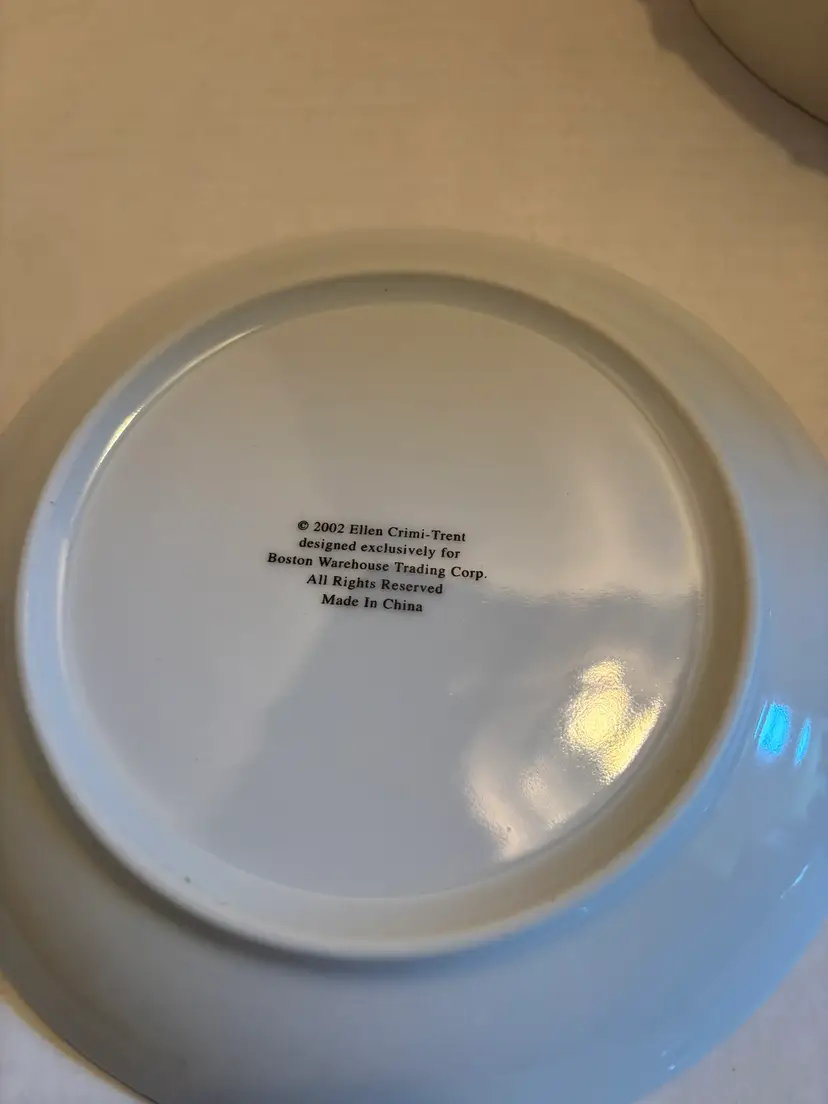 © 2002 Ellen Crimi-Trent
designed exclusively for
Boston Warehouse Trading Corp.
All Rights Reserved
Made In China